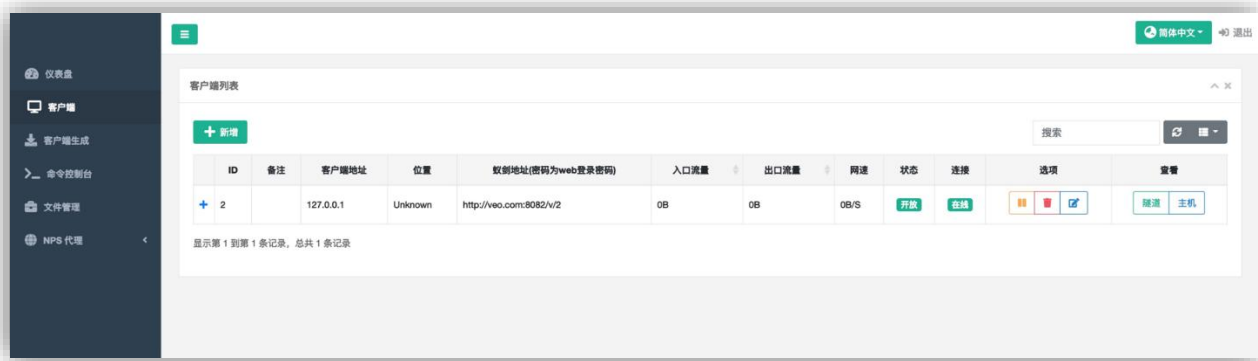 简体中文 退出
仪表盘
客户端
客户端生成
命令控制台
文件管理
NPS 代理
客户端列表
新增 搜索
ID 备注 客户端地址 位置 蚁剑地址(密码为web登录密码) 入口流量 出口流量 网速 状态 连接 选项 查看
2 127.0.0.1 Unknown http://veo.com:8082/v/2 0B 0B 0B/S 开放 在线 隧道 主机
显示第 1 到第 1 条记录，总共 1 条记录